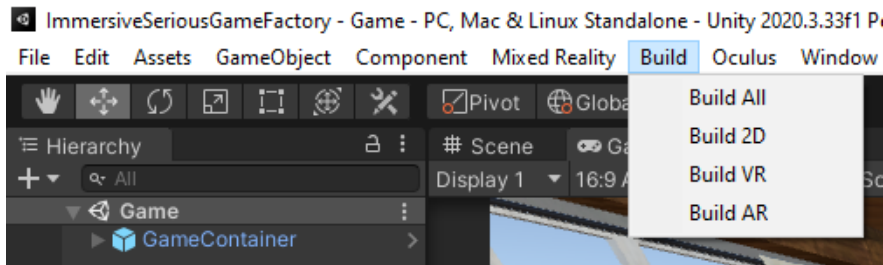 ImmersiveSeriousGameFactory - Game - PC, Mac & Linux Standalone - Unity 2020.3.33f1
File Edit Assets GameObject Component Mixed Reality Build Oculus Window
Pivot Globa
Build All
Build 2D
Build VR
Build AR
Hierarchy
# Scene Ga
All
Display 1 16:9
Game
GameContainer